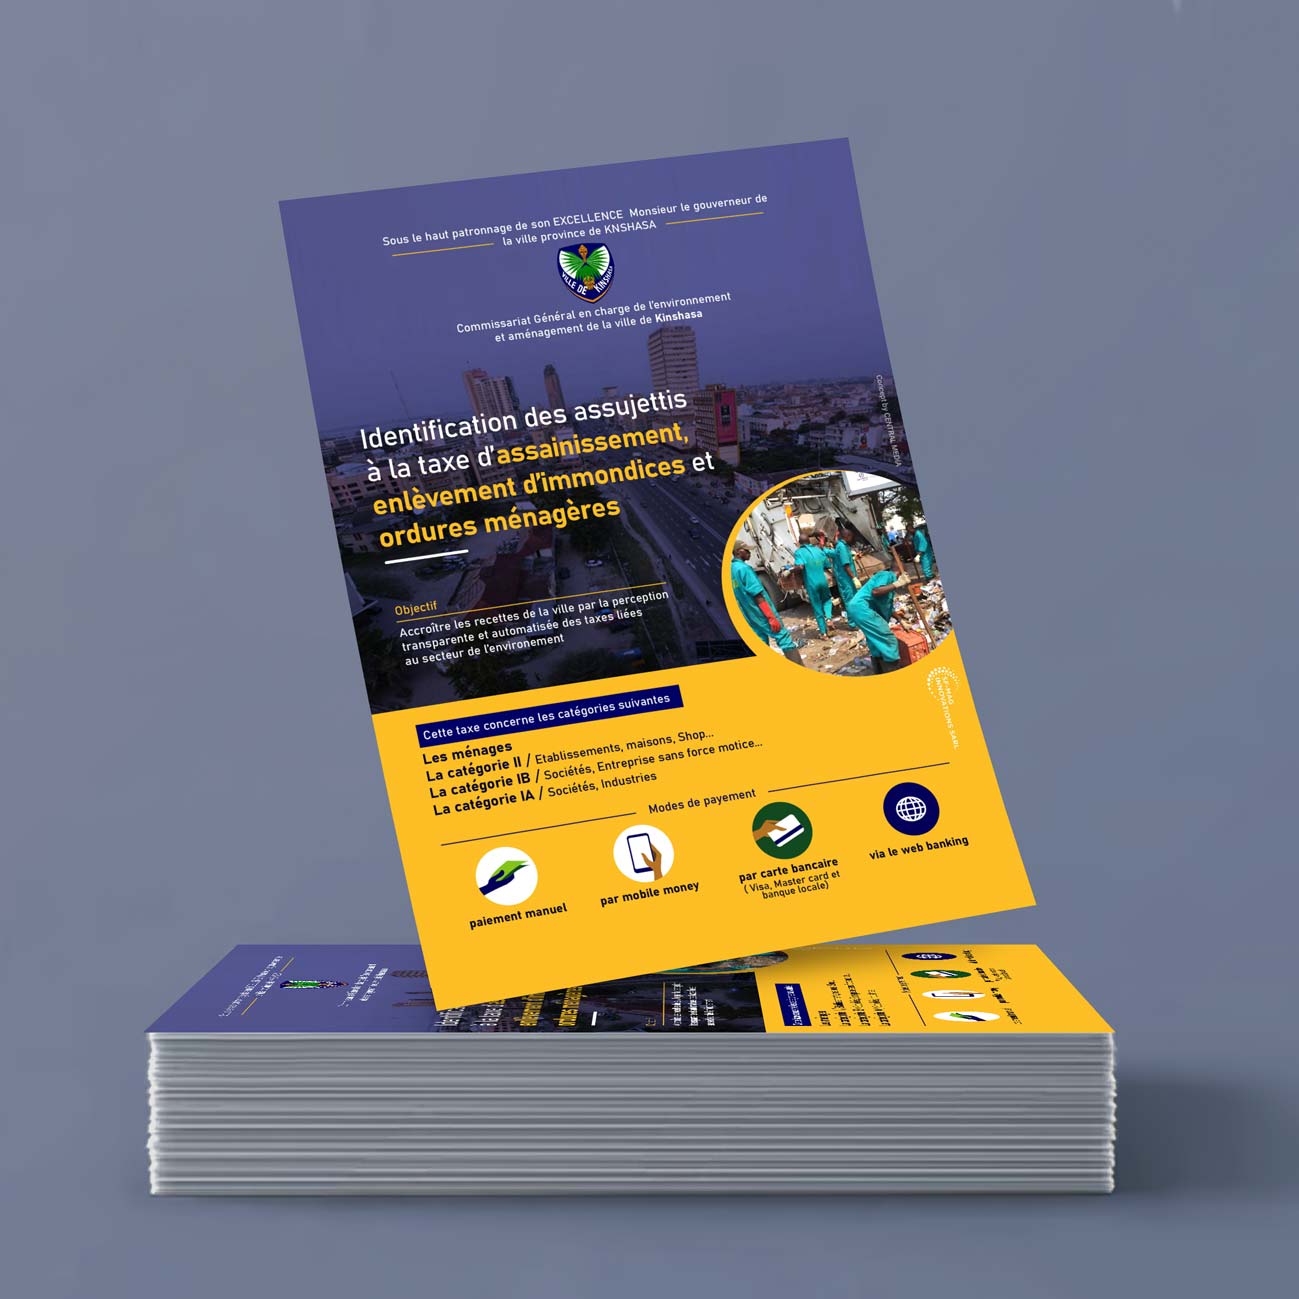 Sous le haut patronnage de son EXCELLENCE Monsieur le gouverneur de
la ville province de KNSHASA
VILLE DE KINSHASA
Commissariat Général en charge de l'environnement
et aménagement de la ville de Kinshasa
Concept by CENTRAL MEDIA
Identification des assujettis
à la taxe d'assainissement,
enlèvement d'immondices et
ordures ménagères
Objectif
Accroître les recettes de la ville par la perception
transparente et automatisée des taxes liées
au secteur de l'environement
SF-MAG
INNOVATIONS SARL
Cette taxe concerne les catégories suivantes
Les ménages
La catégorie II / Etablissements, maisons, Shop...
La catégorie IB / Sociétés, Entreprise sans force motice...
La catégorie IA / Sociétés, Industries
Modes de payement
paiement manuel
par mobile money
par carte bancaire
( Visa, Master card et
banque locale)
via le web banking